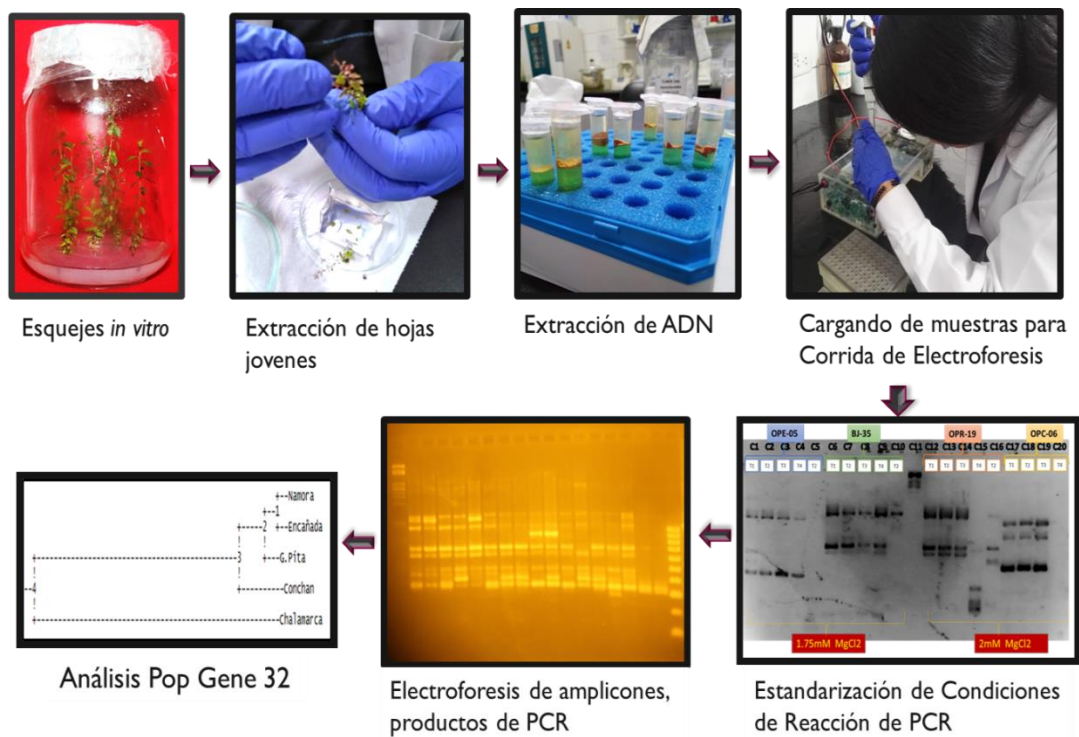 Esquejes in vitro
Extracción de hojas
jovenes
Extracción de ADN
Cargando de muestras para
Corrida de Electroforesis
OPE-05 BJ-35 OPR-19 OPC-06
C1 C2 C3 C4 C5 C6 C7 C8 C9 C10 C11 C12 C13 C14 C15 C16 C17 C18 C19 C20
1.75mM MgCl2
2mM MgCl2
Estandarización de Condiciones
de Reacción de PCR
Electroforesis de amplicones,
productos de PCR
Namora
1
2
Encañada
3
G.Pita
Conchan
4
Chalamarca
Análisis Pop Gene 32